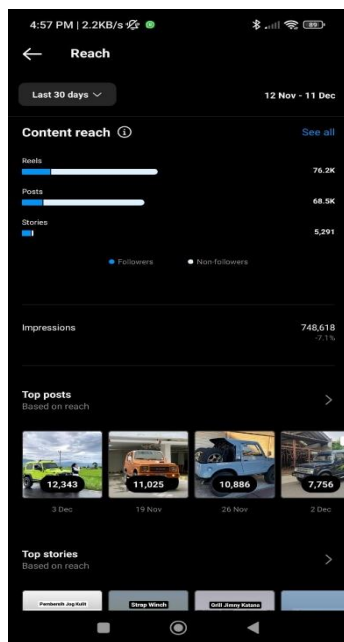 4:57 PM | 2.2KB/s
89
Reach
Last 30 days
12 Nov - 11 Dec
Content reach
See all
Reels
76.2K
Posts
68.5K
Stories
5,291
Followers
Non-followers
Impressions
748,618
-7.1%
Top posts
Based on reach
12,343
11,025
10,886
7,756
3 Dec
19 Nov
26 Nov
2 Dec
Top stories
Based on reach
Pembersih Jog Kulit
Strap Winch
Grill Jimny Katana